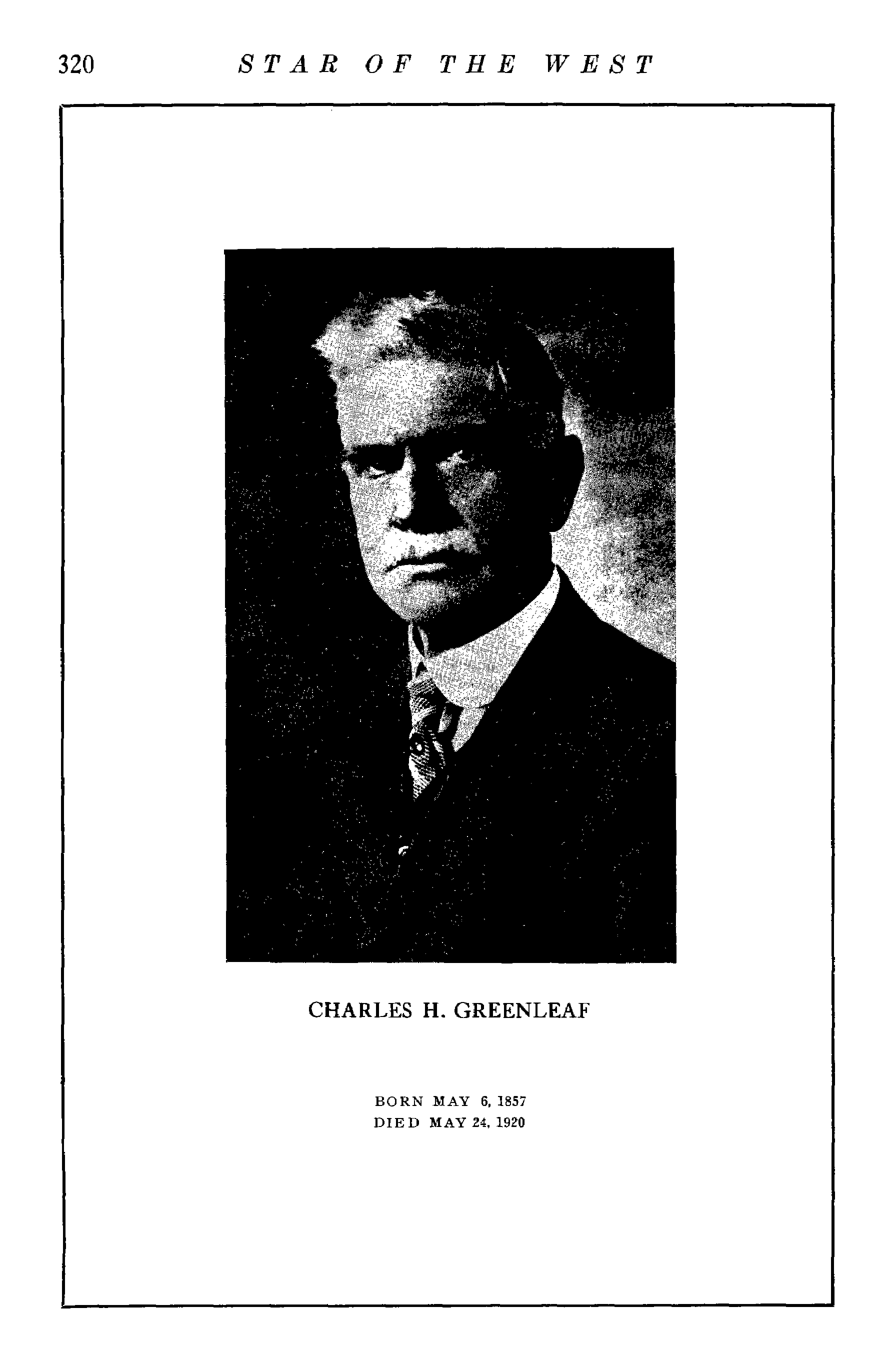 320 STAR OF THE WEST
CHARLES H. GREENLEAF
BORN MAY 6, 1857
DIED MAY 24, 1920